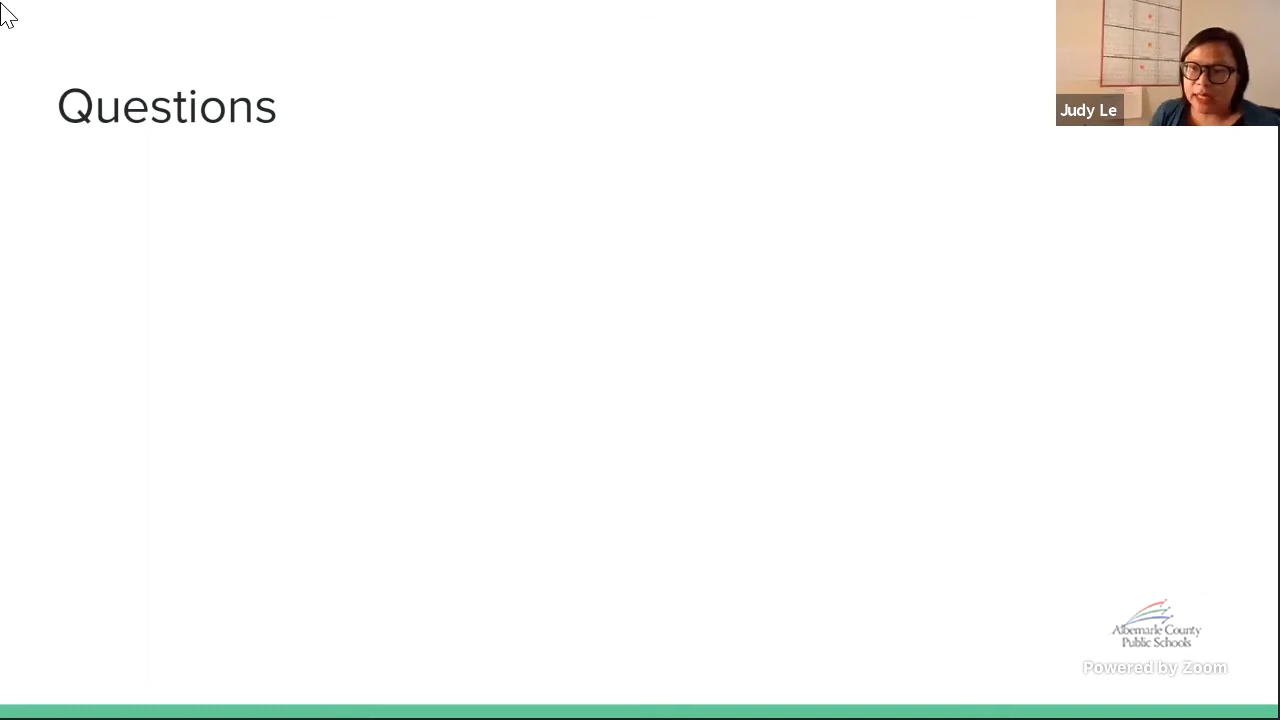 Questions
Judy Le
Albemarle County
Public Schools
Powered by Zoom